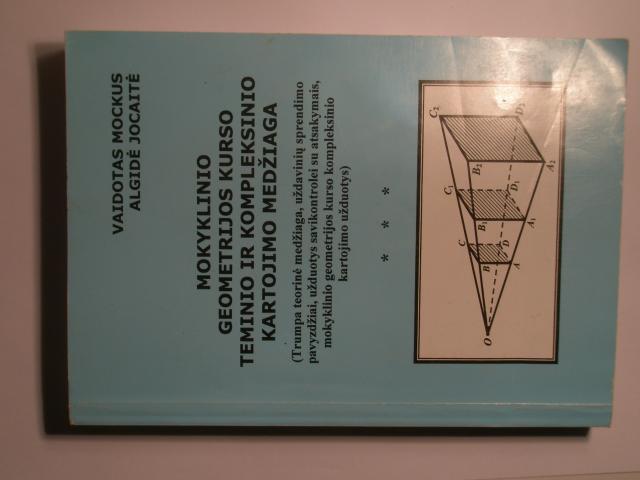 VAIDOTAS MOCKUS
ALGIDĖ JOCAITĖ
MOKYKLINIO
GEOMETRIJOS KURSO
TEMINIO IR KOMPLEKSINIO
KARTOJIMO MEDŽIAGA
(Trumpa teorinė medžiaga, uždavinių sprendimo
pavyzdžiai, užduotys savikontrolei su atsakymais,
mokyklinio geometrijos kurso kompleksinio
kartojimo užduotys)
* * *
C₂
D₂
B₂
A₂
C₁
D₁
B₁
A₁
C
D
B
A
O